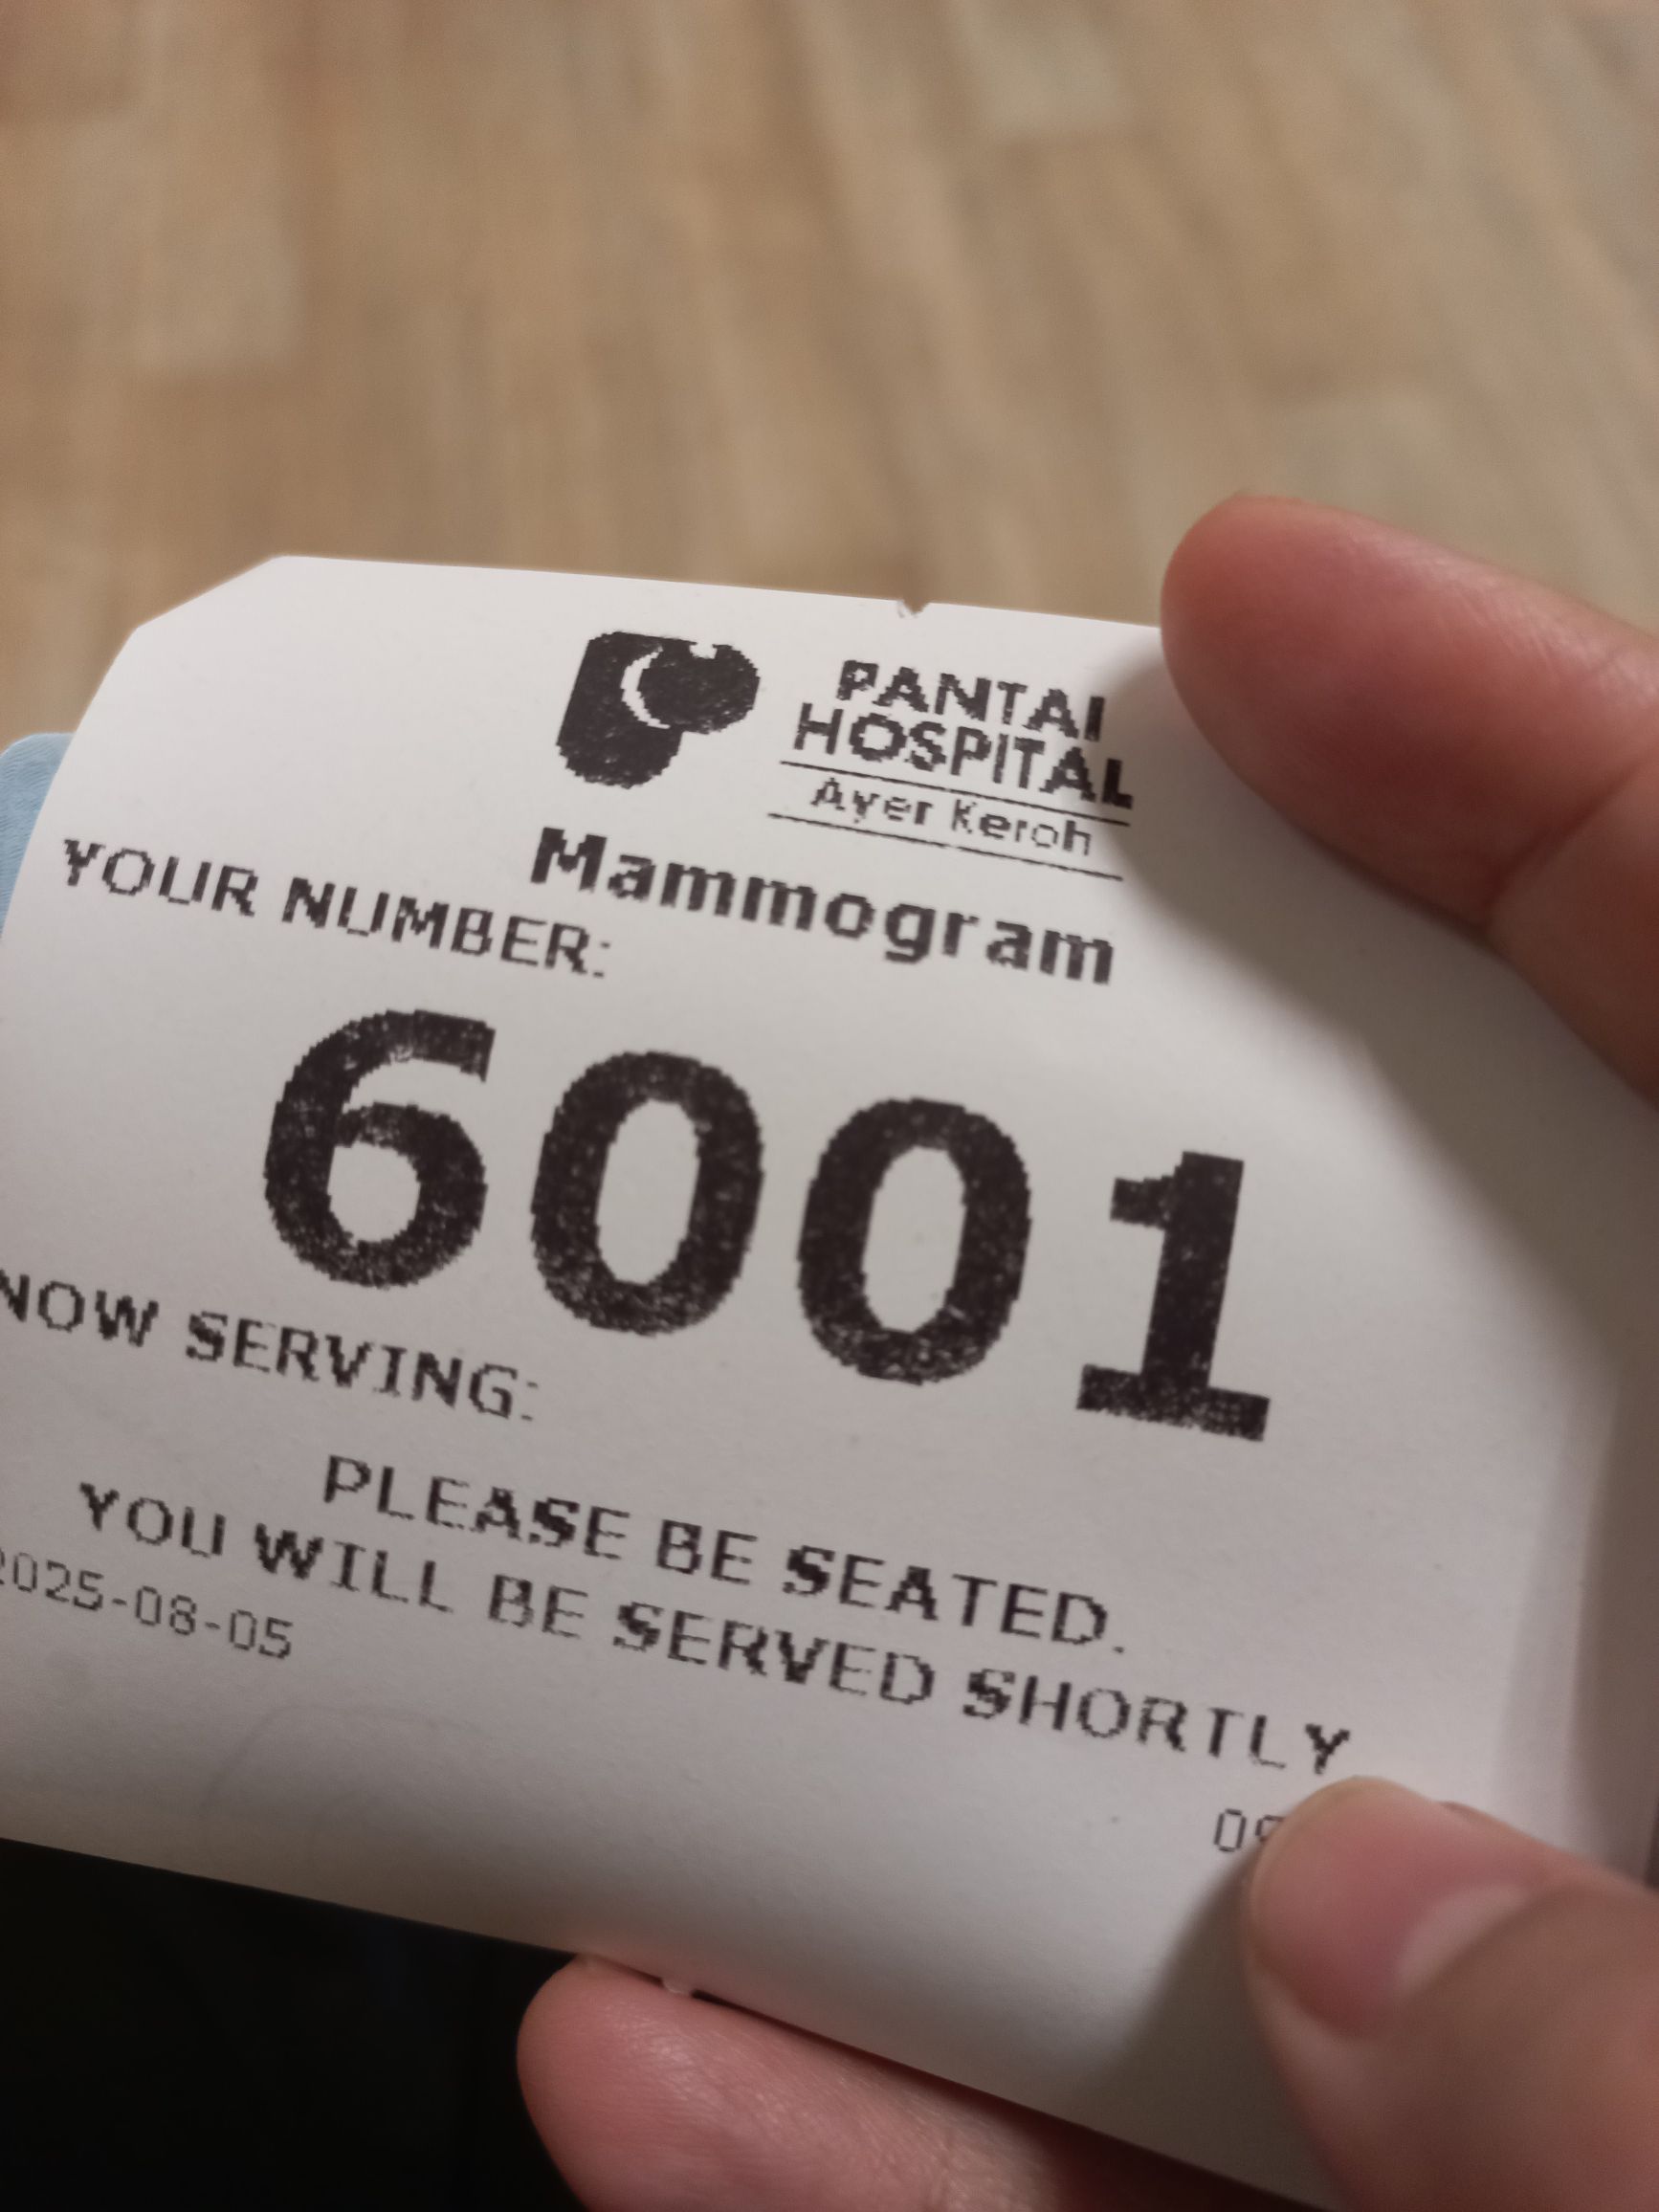 PANTAI
HOSPITAL
Ayer Keroh
Mammogram
YOUR NUMBER:
6001
NOW SERVING:
PLEASE BE SEATED.
YOU WILL BE SERVED SHORTLY
2025-08-05